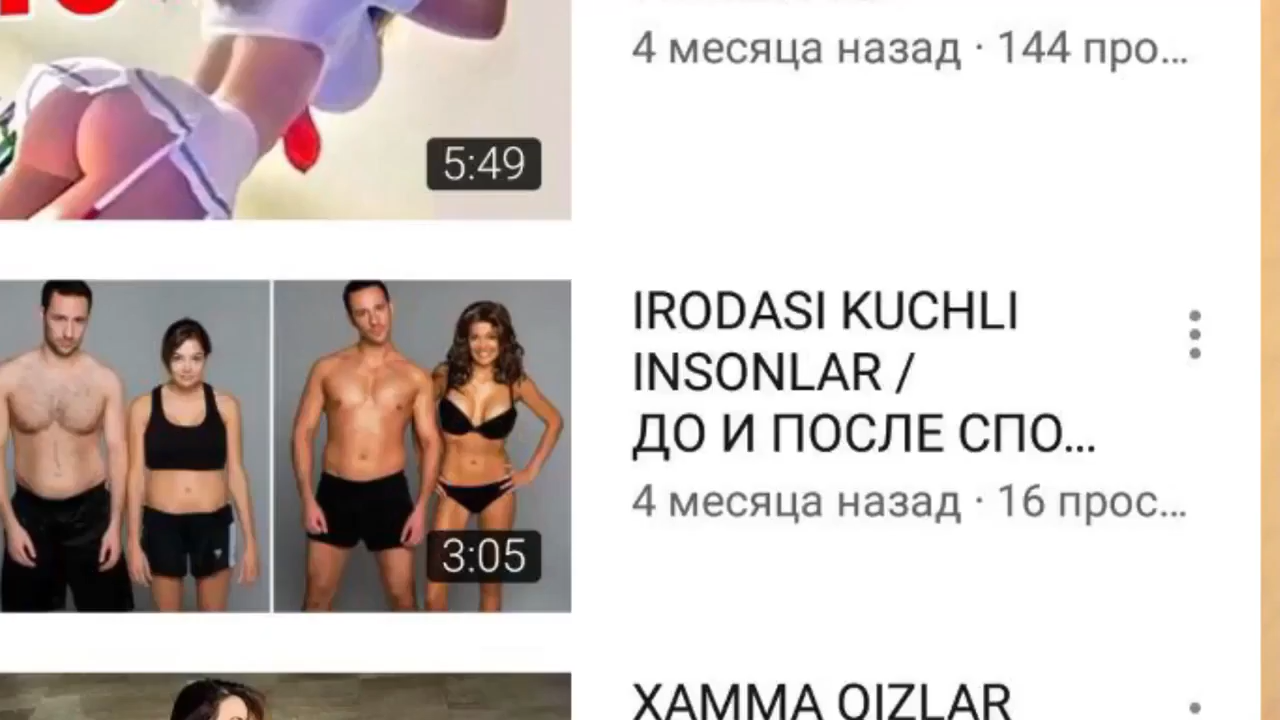 4 месяца назад · 144 про...
5:49
IRODASI KUCHLI
INSONLAR /
ДО И ПОСЛЕ СПО...
4 месяца назад · 16 прос...
3:05
XAMMA QIZLAR